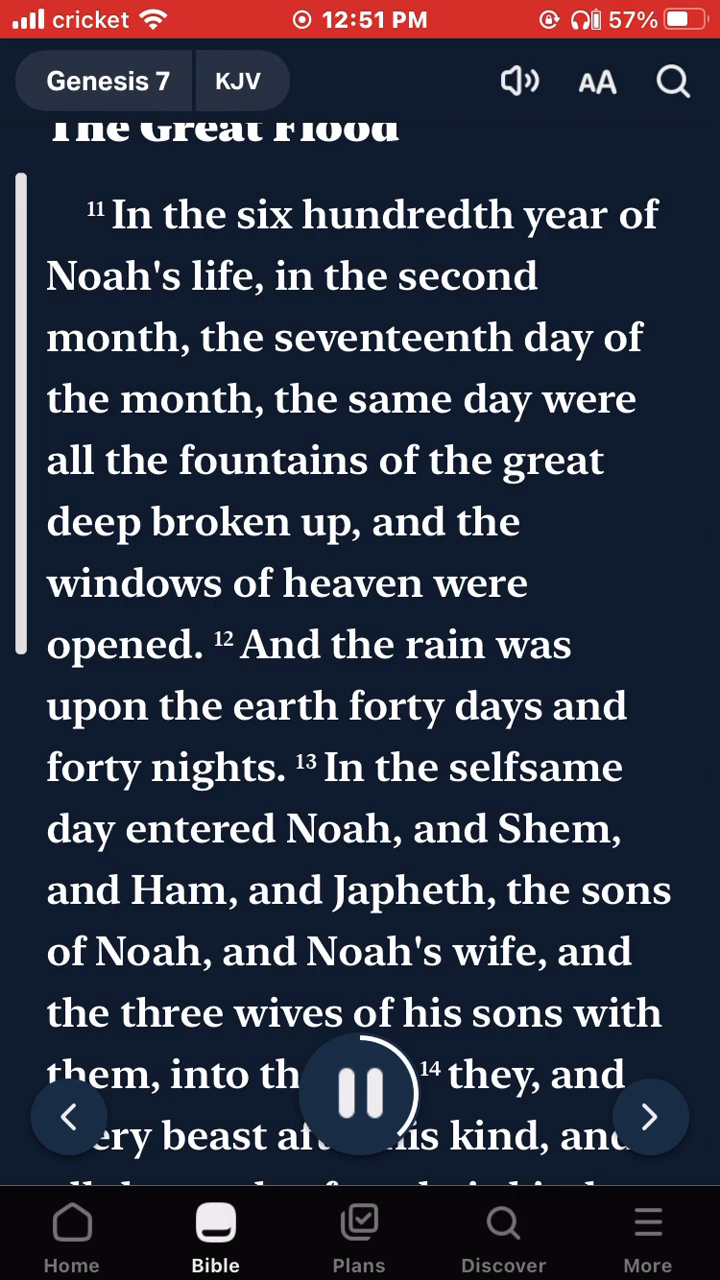 cricket 12:51 PM 57%
Genesis 7 KJV AA
The Great Flood
11 In the six hundredth year of
Noah's life, in the second
month, the seventeenth day of
the month, the same day were
all the fountains of the great
deep broken up, and the
windows of heaven were
opened. 12 And the rain was
upon the earth forty days and
forty nights. 13 In the selfsame
day entered Noah, and Shem,
and Ham, and Japheth, the sons
of Noah, and Noah's wife, and
the three wives of his sons with
them, into 14 they, and
beast kind, and
Home Bible Plans Discover More